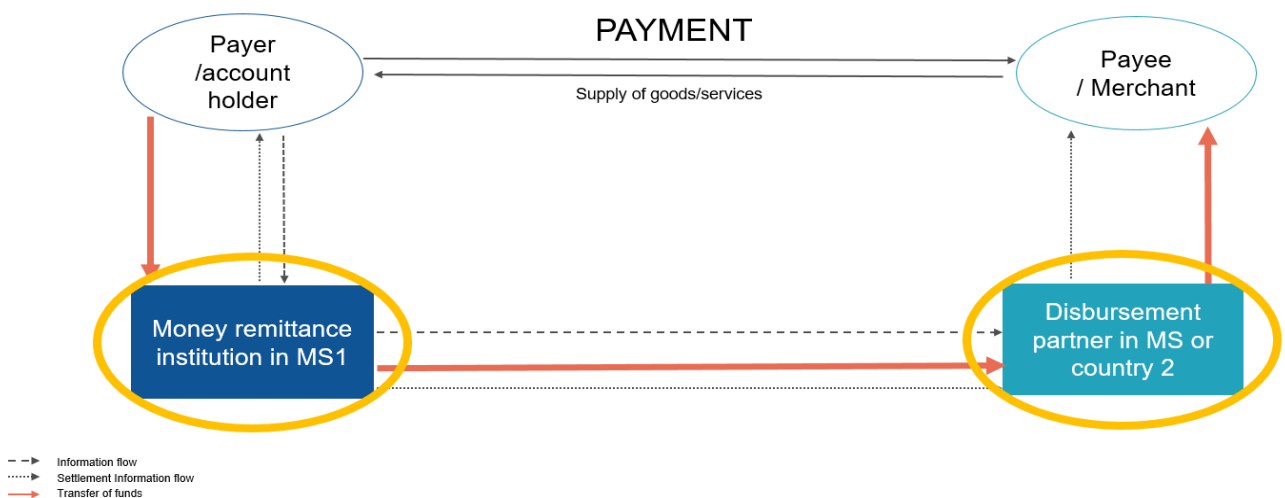 PAYMENT
Payer
/account
holder
Payee
/ Merchant
Supply of goods/services
Money remittance
institution in MS1
Disbursement
partner in MS or
country 2
Information flow
Settlement Information flow
Transfer of funds